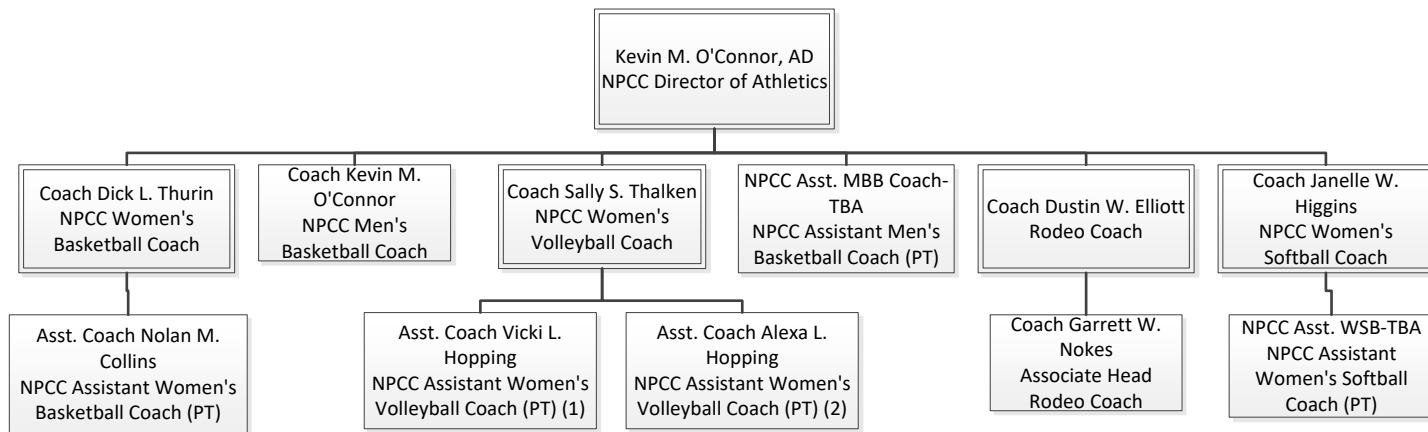 Kevin M. O'Connor, AD
NPCC Director of Athletics
Coach Dick L. Thurin
NPCC Women's
Basketball Coach
Coach Kevin M.
O'Connor
NPCC Men's
Basketball Coach
Coach Sally S. Thalken
NPCC Women's
Volleyball Coach
NPCC Asst. MBB Coach-
TBA
NPCC Assistant Men's
Basketball Coach (PT)
Coach Dustin W. Elliott
Rodeo Coach
Coach Janelle W.
Higgins
NPCC Women's
Softball Coach
Asst. Coach Nolan M.
Collins
NPCC Assistant Women's
Basketball Coach (PT)
Asst. Coach Vicki L.
Hopping
NPCC Assistant Women's
Volleyball Coach (PT) (1)
Asst. Coach Alexa L.
Hopping
NPCC Assistant Women's
Volleyball Coach (PT) (2)
Coach Garrett W.
Nokes
Associate Head
Rodeo Coach
NPCC Asst. WSB-TBA
NPCC Assistant
Women's Softball
Coach (PT)